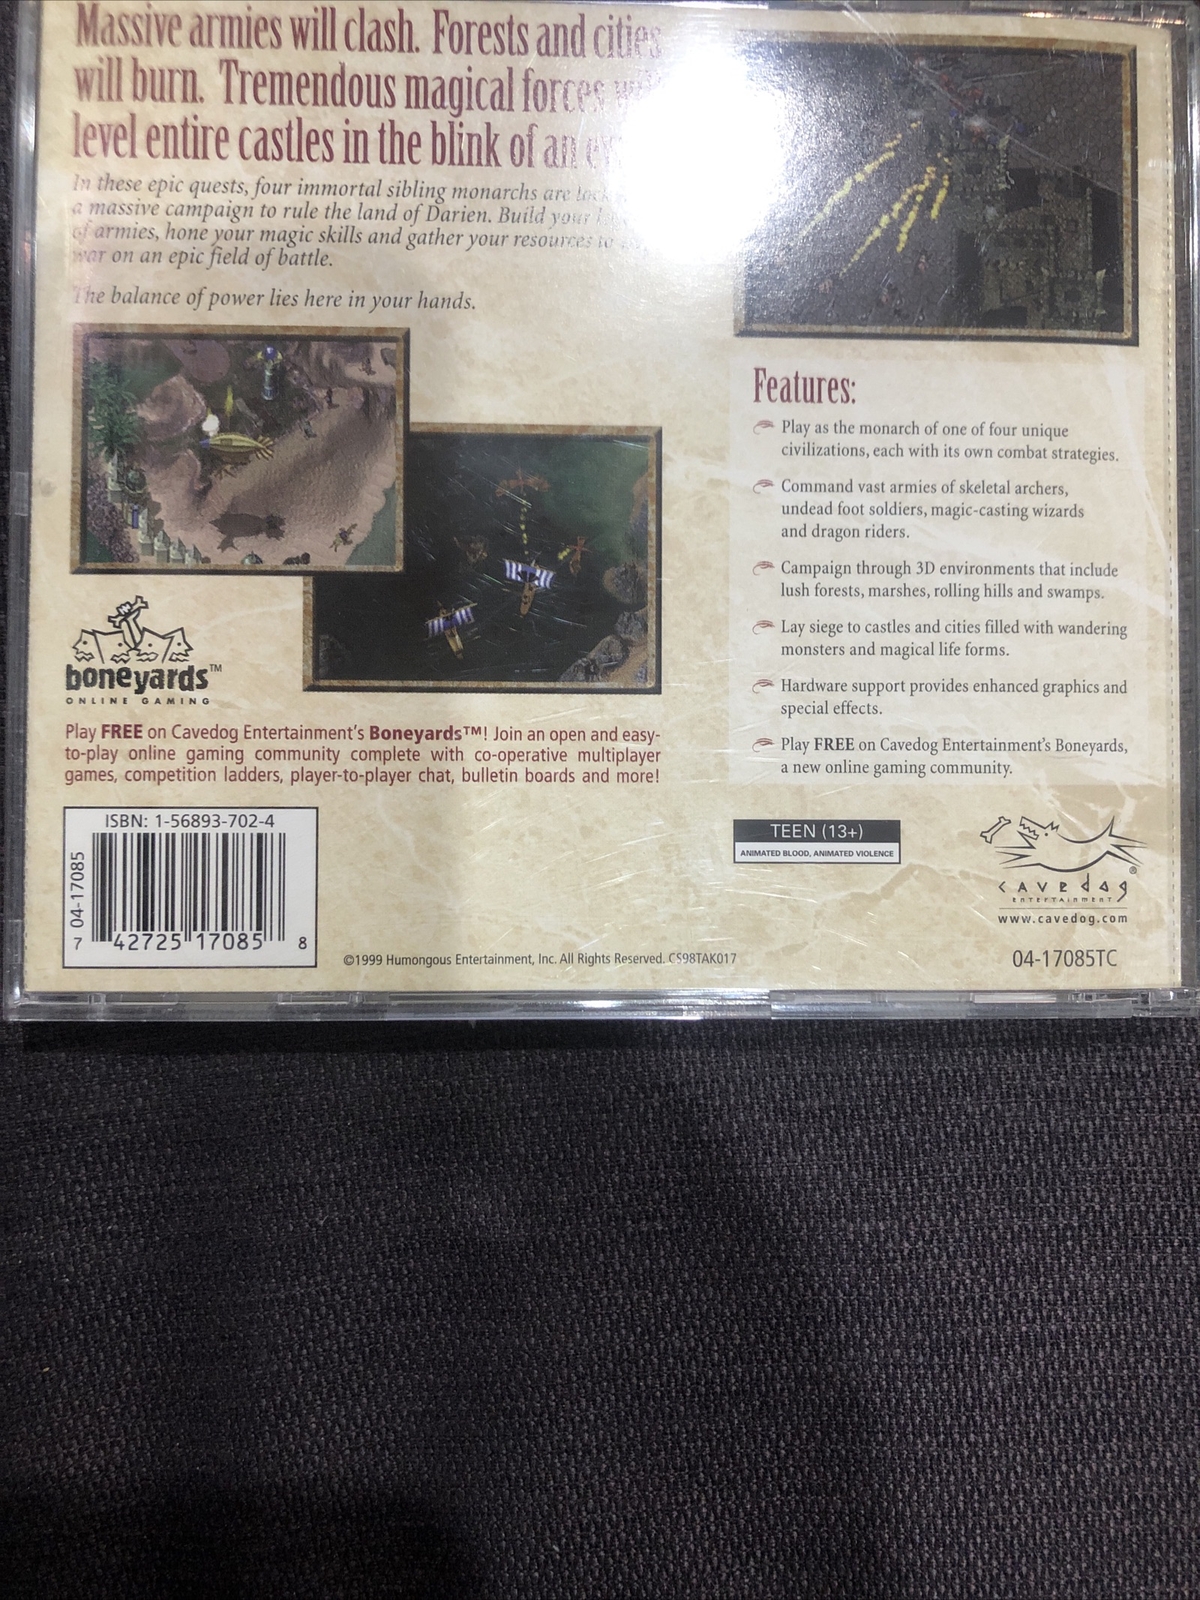 Massive armies will clash. Forests and cities
will burn. Tremendous magical forces
level entire castles in the blink of an
In these epic quests, four immortal sibling monarchs are
a massive campaign to rule the land of Darien. Build your
of armies, hone your magic skills and gather your resources to
war on an epic field of battle.
The balance of power lies here in your hands.
boneyards™
ONLINE GAMING
Play FREE on Cavedog Entertainment's Boneyards™! Join an open and easy-
to-play online gaming community complete with co-operative multiplayer
games, competition ladders, player-to-player chat, bulletin boards and more!
ISBN: 1-56893-702-4
04-17085
7 42725 17085 8
©1999 Humongous Entertainment, Inc. All Rights Reserved. CS98TAK017
Features:
Play as the monarch of one of four unique
civilizations, each with its own combat strategies.
Command vast armies of skeletal archers,
undead foot soldiers, magic-casting wizards
and dragon riders.
Campaign through 3D environments that include
lush forests, marshes, rolling hills and swamps.
Lay siege to castles and cities filled with wandering
monsters and magical life forms.
Hardware support provides enhanced graphics and
special effects.
Play FREE on Cavedog Entertainment's Boneyards,
a new online gaming community.
TEEN (13+)
ANIMATED BLOOD, ANIMATED VIOLENCE
CAVEDOG®
ENTERTAINMENT
www.cavedog.com
04-17085TC